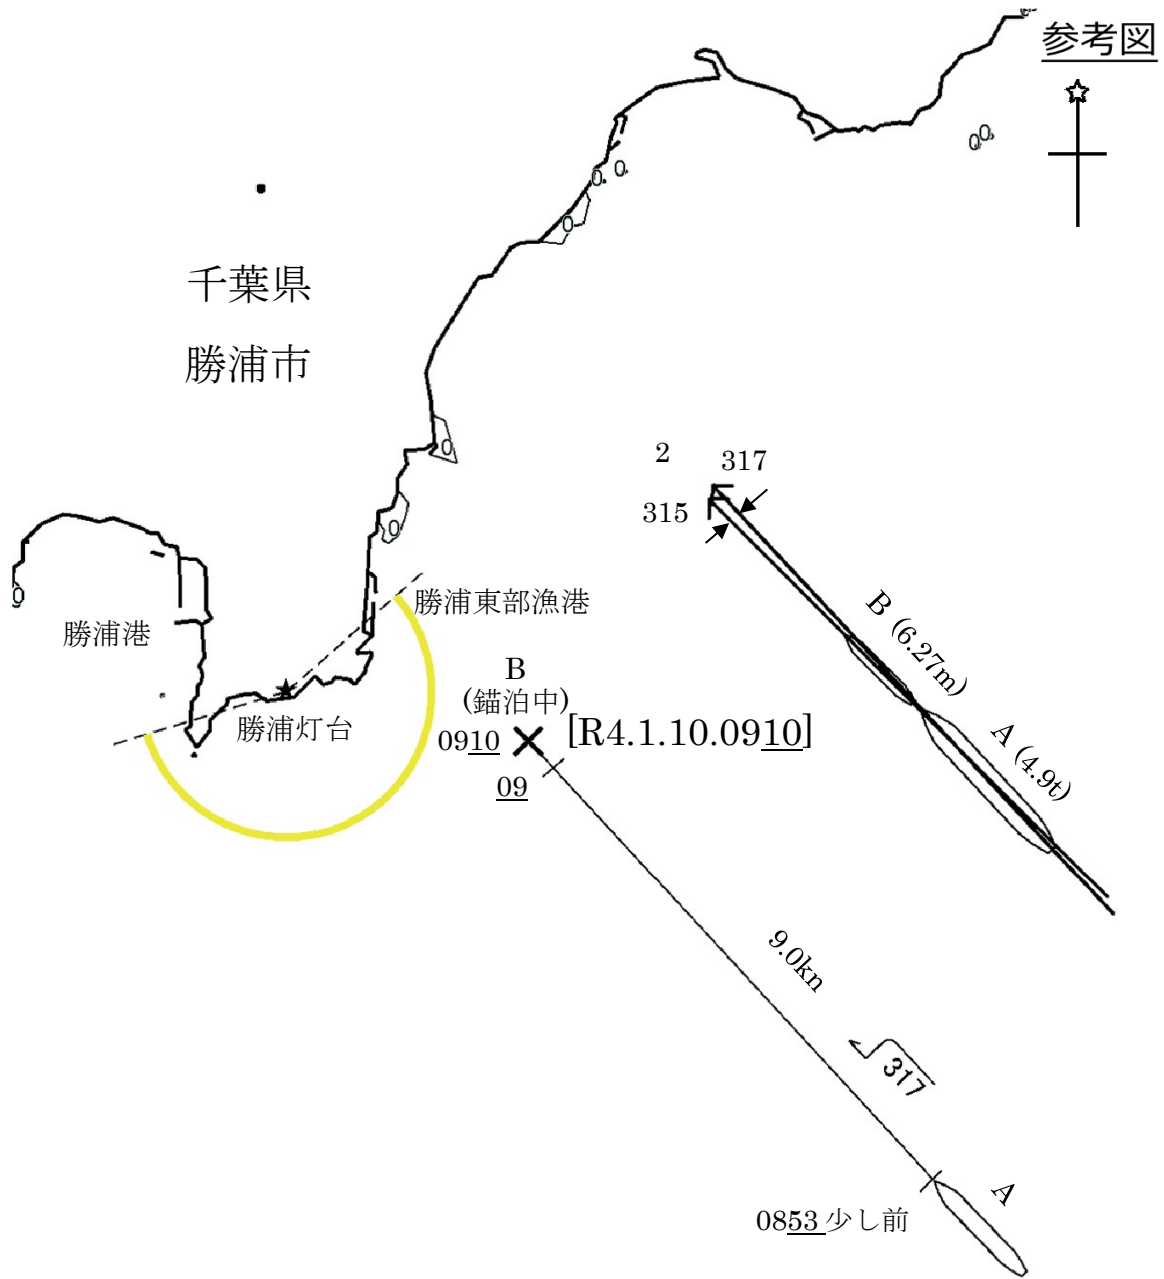 参考図
千葉県
勝浦市
2
317
315
B (6.27m)
A (4.9t)
勝浦東部漁港
勝浦港
B
(錨泊中)
勝浦灯台
0910
[R4.1.10.0910]
09
9.0kn
317
A
0853 少し前